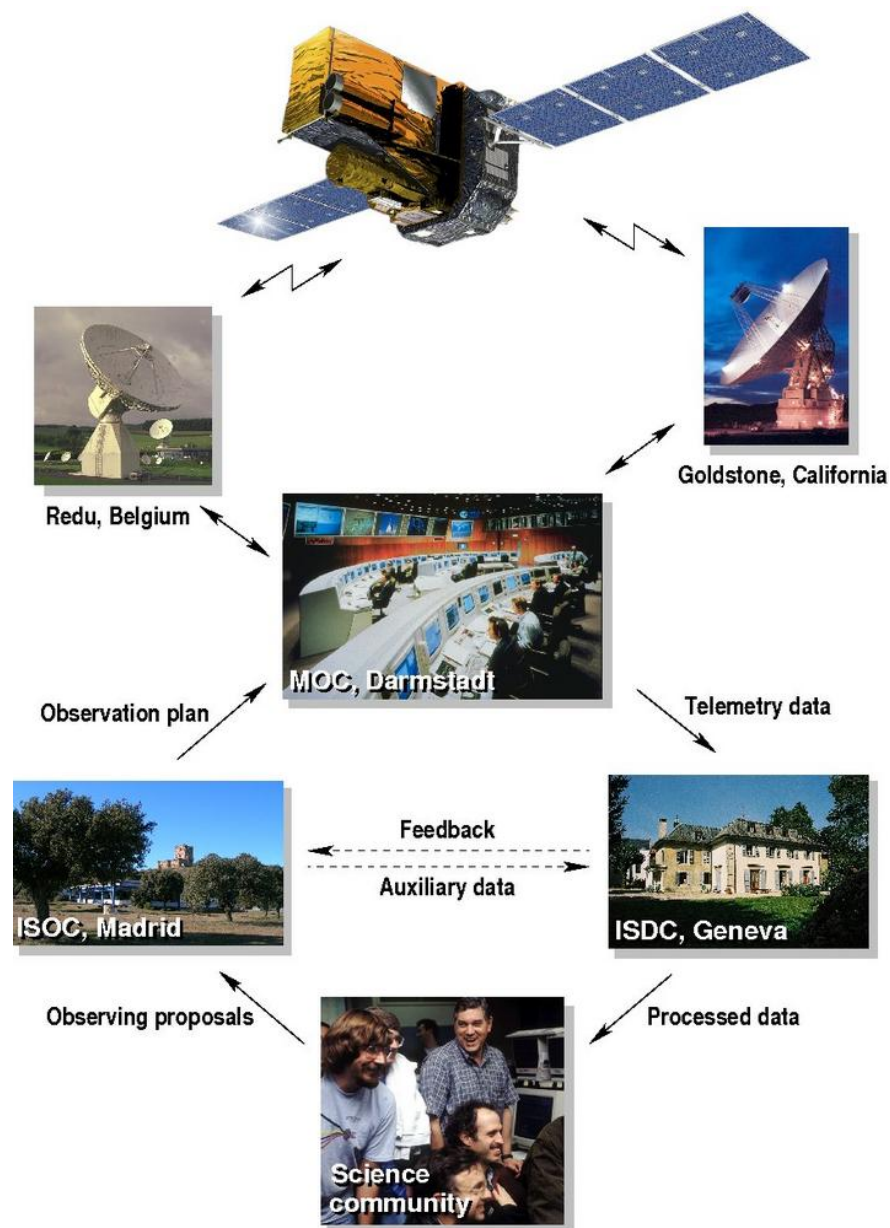 Goldstone, California
Redu, Belgium
MOC, Darmstadt
Observation plan
Telemetry data
Feedback
Auxiliary data
ISOC, Madrid
ISDC, Geneva
Observing proposals
Processed data
Science
community